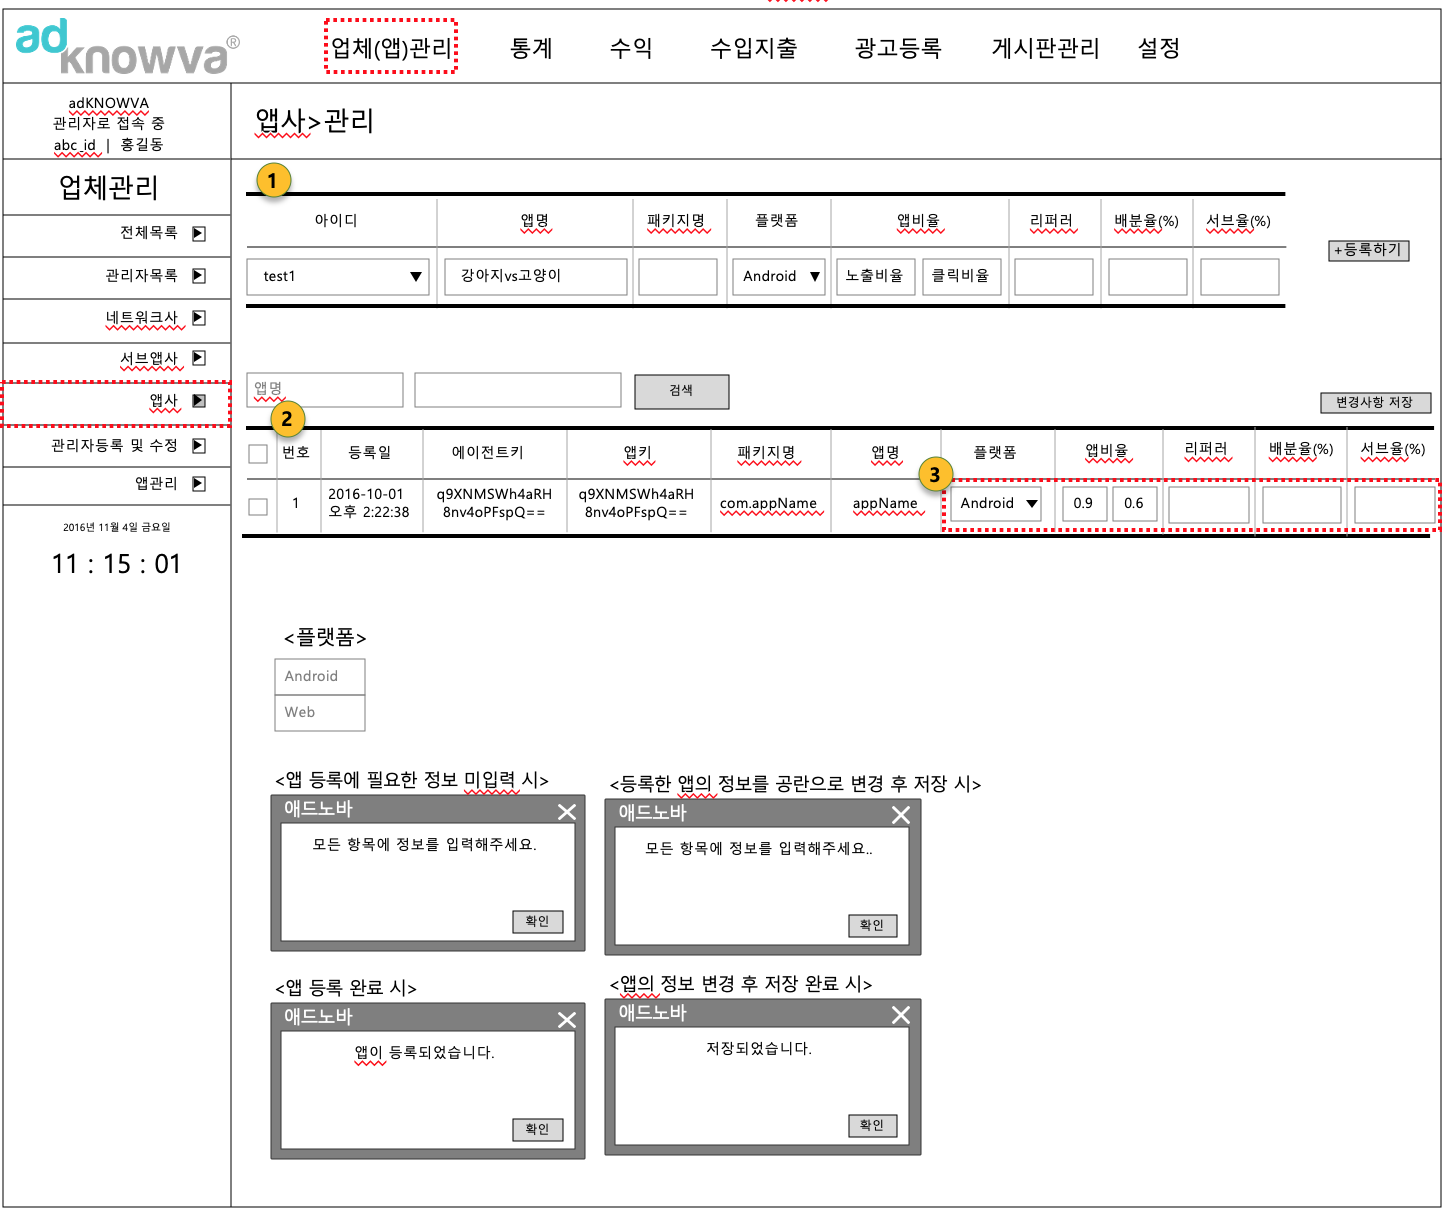 adknowva®
업체(앱)관리 통계 수익 수입지출 광고등록 게시판관리 설정
adKNOWVA
관리자로 접속 중
abc_id | 홍길동
앱사>관리
업체관리
전체목록
관리자목록
네트워크사
서브앱사
앱사
관리자등록 및 수정
앱관리
2016년 11월 4일 금요일
11 : 15 : 01
1
아이디 앱명 패키지명 플랫폼 앱비율 리퍼러 배분율(%) 서브율(%)
test1 강아지vs고양이 Android 노출비율 클릭비율
+등록하기
앱명 검색
변경사항 저장
2
번호 등록일 에이전트키 앱키 패키지명 앱명 플랫폼 앱비율 리퍼러 배분율(%) 서브율(%)
3
1 2016-10-01 오후 2:22:38 q9XNMSWh4aRH8nv4oPFspQ== q9XNMSWh4aRH8nv4oPFspQ== com.appName appName Android 0.9 0.6
<플랫폼>
Android
Web
<앱 등록에 필요한 정보 미입력 시>
애드노바
모든 항목에 정보를 입력해주세요.
확인
<등록한 앱의 정보를 공란으로 변경 후 저장 시>
애드노바
모든 항목에 정보를 입력해주세요..
확인
<앱 등록 완료 시>
애드노바
앱이 등록되었습니다.
확인
<앱의 정보 변경 후 저장 완료 시>
애드노바
저장되었습니다.
확인